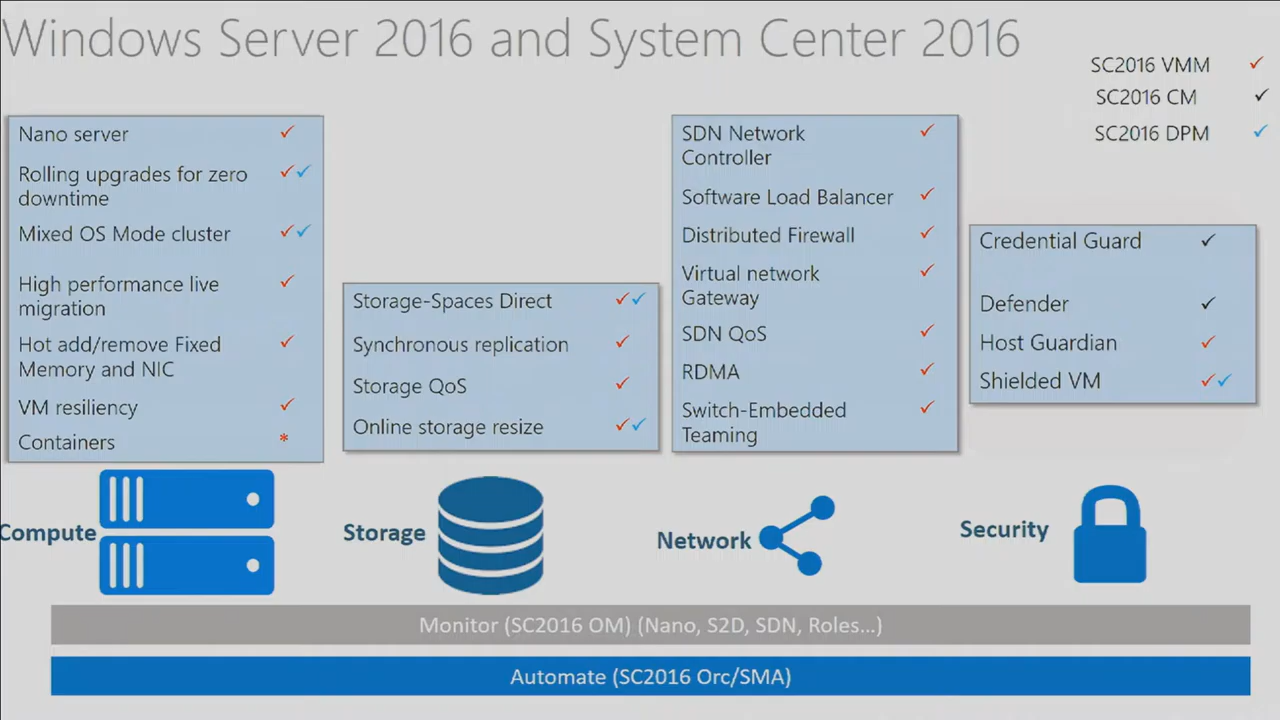 Windows Server 2016 and System Center 2016
SC2016 VMM ✓
SC2016 CM ✓
SC2016 DPM ✓
Nano server ✓
Rolling upgrades for zero ✓✓
downtime
Mixed OS Mode cluster ✓✓
High performance live ✓
migration
Hot add/remove Fixed ✓
Memory and NIC
VM resiliency ✓
Containers *
Storage-Spaces Direct ✓✓
Synchronous replication ✓
Storage QoS ✓
Online storage resize ✓✓
SDN Network ✓
Controller
Software Load Balancer ✓
Distributed Firewall ✓
Virtual network ✓
Gateway
SDN QoS ✓
RDMA ✓
Switch-Embedded ✓
Teaming
Credential Guard ✓
Defender ✓
Host Guardian ✓
Shielded VM ✓✓
Compute
Storage
Network
Security
Monitor (SC2016 OM) (Nano, S2D, SDN, Roles...)
Automate (SC2016 Orc/SMA)